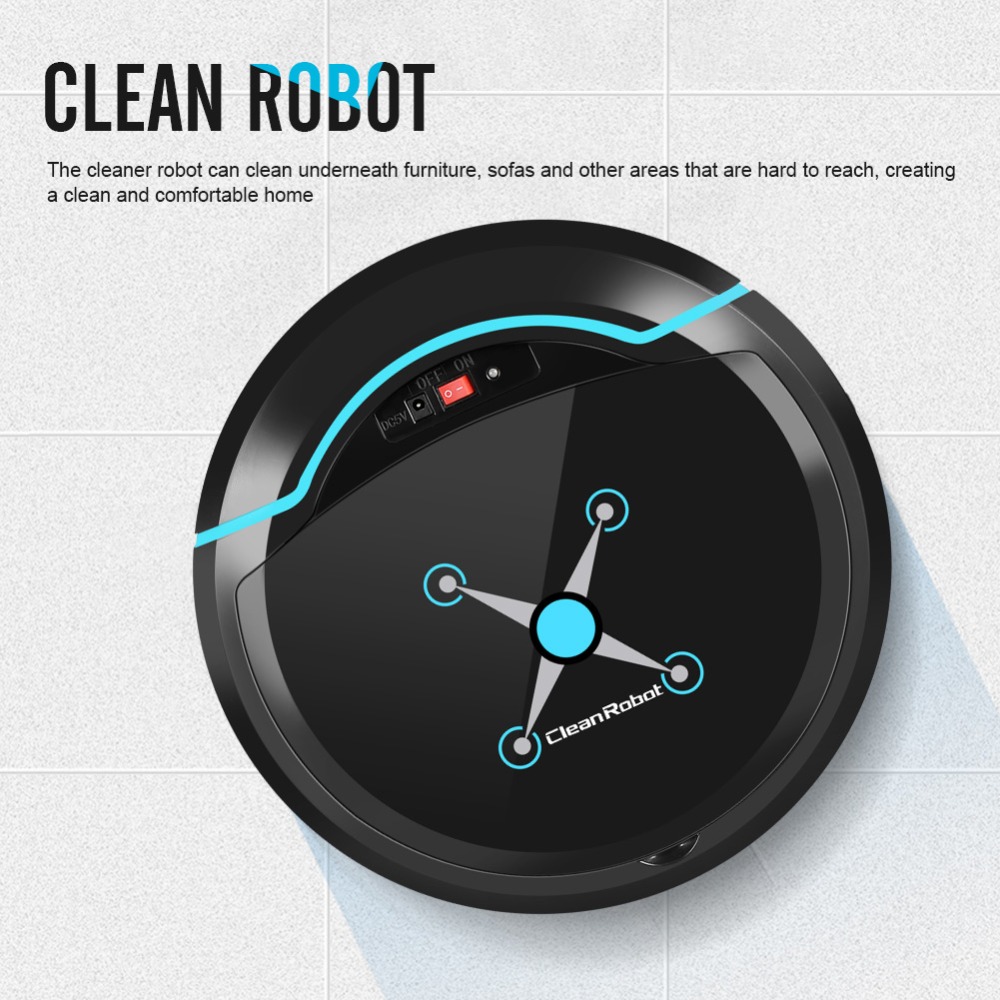 CLEAN ROBOT
The cleaner robot can clean underneath furniture, sofas and other areas that are hard to reach, creating
a clean and comfortable home
OFF ON
DC5V
CleanRobot